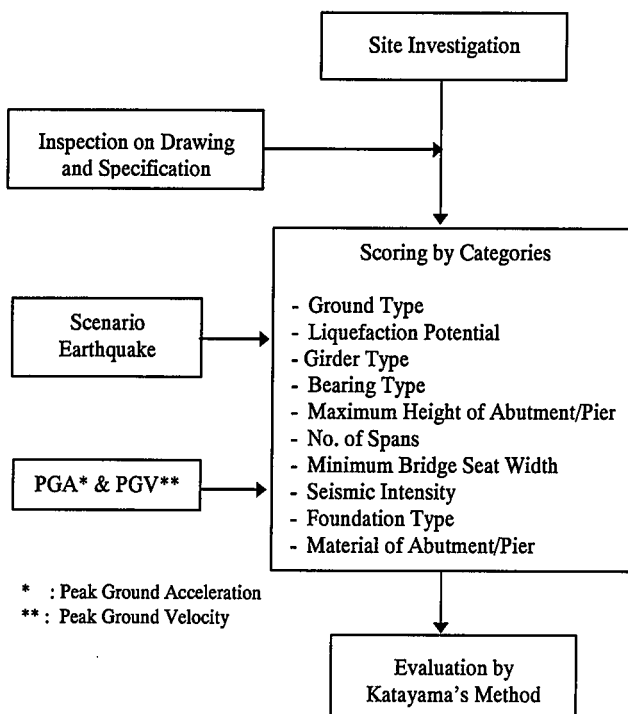 Site Investigation
Inspection on Drawing
and Specification
Scoring by Categories
- Ground Type
- Liquefaction Potential
- Girder Type
- Bearing Type
- Maximum Height of Abutment/Pier
- No. of Spans
- Minimum Bridge Seat Width
- Seismic Intensity
- Foundation Type
- Material of Abutment/Pier
Scenario
Earthquake
PGA* & PGV**
* : Peak Ground Acceleration
** : Peak Ground Velocity
Evaluation by
Katayama's Method